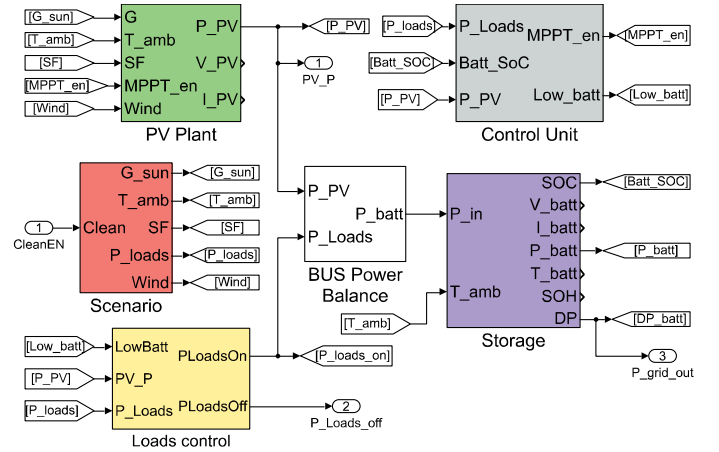 [G_sun]
[T_amb]
[SF]
[MPPT_en]
[Wind]
G
T_amb
SF
MPPT_en
Wind
P_PV
V_PV
I_PV
PV Plant
[P_PV]
1
PV_P
[P_loads]
[Batt_SOC]
[P_PV]
P_Loads
Batt_SoC
P_PV
MPPT_en
Low_batt
Control Unit
[MPPT_en]
[Low_batt]
1
CleanEN
Clean
G_sun
T_amb
SF
P_loads
Wind
Scenario
[G_sun]
[T_amb]
[SF]
[P_loads]
[Wind]
P_PV
P_Loads
P_batt
BUS Power
Balance
[T_amb]
P_in
T_amb
SOC
V_batt
I_batt
P_batt
T_batt
SOH
DP
Storage
[Batt_SOC]
[P_batt]
[DP_batt]
3
P_grid_out
[Low_batt]
[P_PV]
[P_loads]
LowBatt
PV_P
P_Loads
PLoadsOn
PLoadsOff
Loads control
[P_loads_on]
2
P_Loads_off